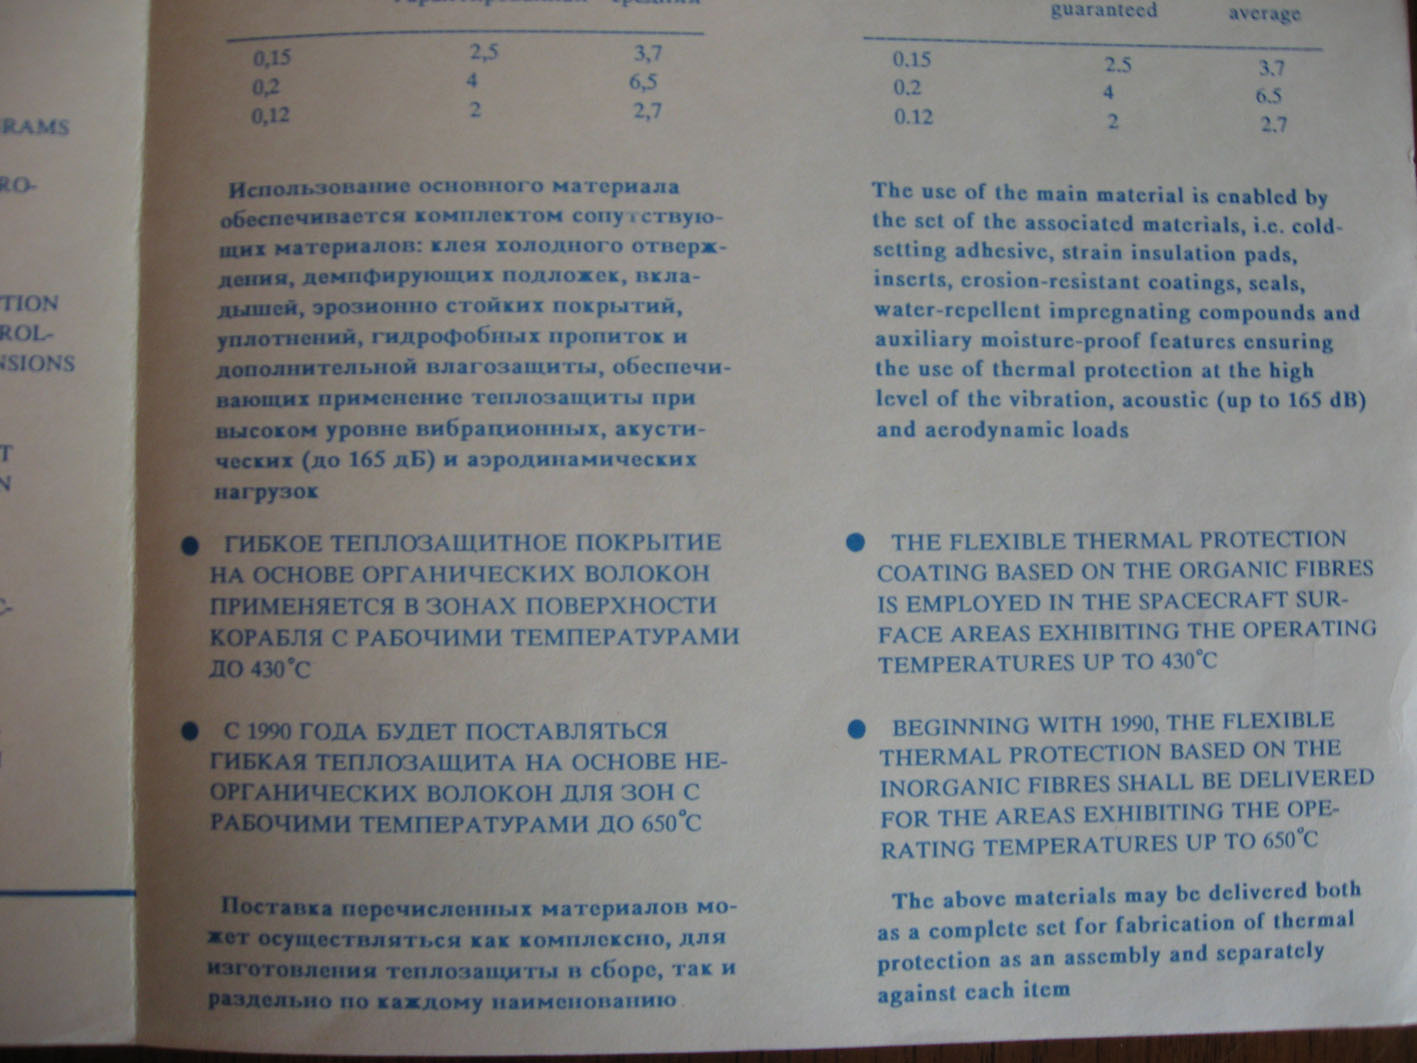 RAMS
RO-
TION
ROL-
NSIONS
T
N
С-
средняя
0,15 2,5 3,7
0,2 4 6,5
0,12 2 2,7
Использование основного материала
обеспечивается комплектом сопутствую-
щих материалов: клея холодного отверж-
дения, демпфирующих подложек, вкла-
дышей, эрозионно стойких покрытий,
уплотнений, гидрофобных пропиток и
дополнительной влагозащиты, обеспечи-
вающих применение теплозащиты при
высоком уровне вибрационных, акусти-
ческих (до 165 дБ) и аэродинамических
нагрузок
● ГИБКОЕ ТЕПЛОЗАЩИТНОЕ ПОКРЫТИЕ
НА ОСНОВЕ ОРГАНИЧЕСКИХ ВОЛОКОН
ПРИМЕНЯЕТСЯ В ЗОНАХ ПОВЕРХНОСТИ
КОРАБЛЯ С РАБОЧИМИ ТЕМПЕРАТУРАМИ
ДО 430°С
● С 1990 ГОДА БУДЕТ ПОСТАВЛЯТЬСЯ
ГИБКАЯ ТЕПЛОЗАЩИТА НА ОСНОВЕ НЕ-
ОРГАНИЧЕСКИХ ВОЛОКОН ДЛЯ ЗОН С
РАБОЧИМИ ТЕМПЕРАТУРАМИ ДО 650°С
Поставка перечисленных материалов мо-
жет осуществляться как комплексно, для
изготовления теплозащиты в сборе, так и
раздельно по каждому наименованию
guaranteed average
0.15 2.5 3.7
0.2 4 6.5
0.12 2 2.7
The use of the main material is enabled by
the set of the associated materials, i.e. cold-
setting adhesive, strain insulation pads,
inserts, erosion-resistant coatings, seals,
water-repellent impregnating compounds and
auxiliary moisture-proof features ensuring
the use of thermal protection at the high
level of the vibration, acoustic (up to 165 dB)
and aerodynamic loads
● THE FLEXIBLE THERMAL PROTECTION
COATING BASED ON THE ORGANIC FIBRES
IS EMPLOYED IN THE SPACECRAFT SUR-
FACE AREAS EXHIBITING THE OPERATING
TEMPERATURES UP TO 430°C
● BEGINNING WITH 1990, THE FLEXIBLE
THERMAL PROTECTION BASED ON THE
INORGANIC FIBRES SHALL BE DELIVERED
FOR THE AREAS EXHIBITING THE OPE-
RATING TEMPERATURES UP TO 650°C
The above materials may be delivered both
as a complete set for fabrication of thermal
protection as an assembly and separately
against each item